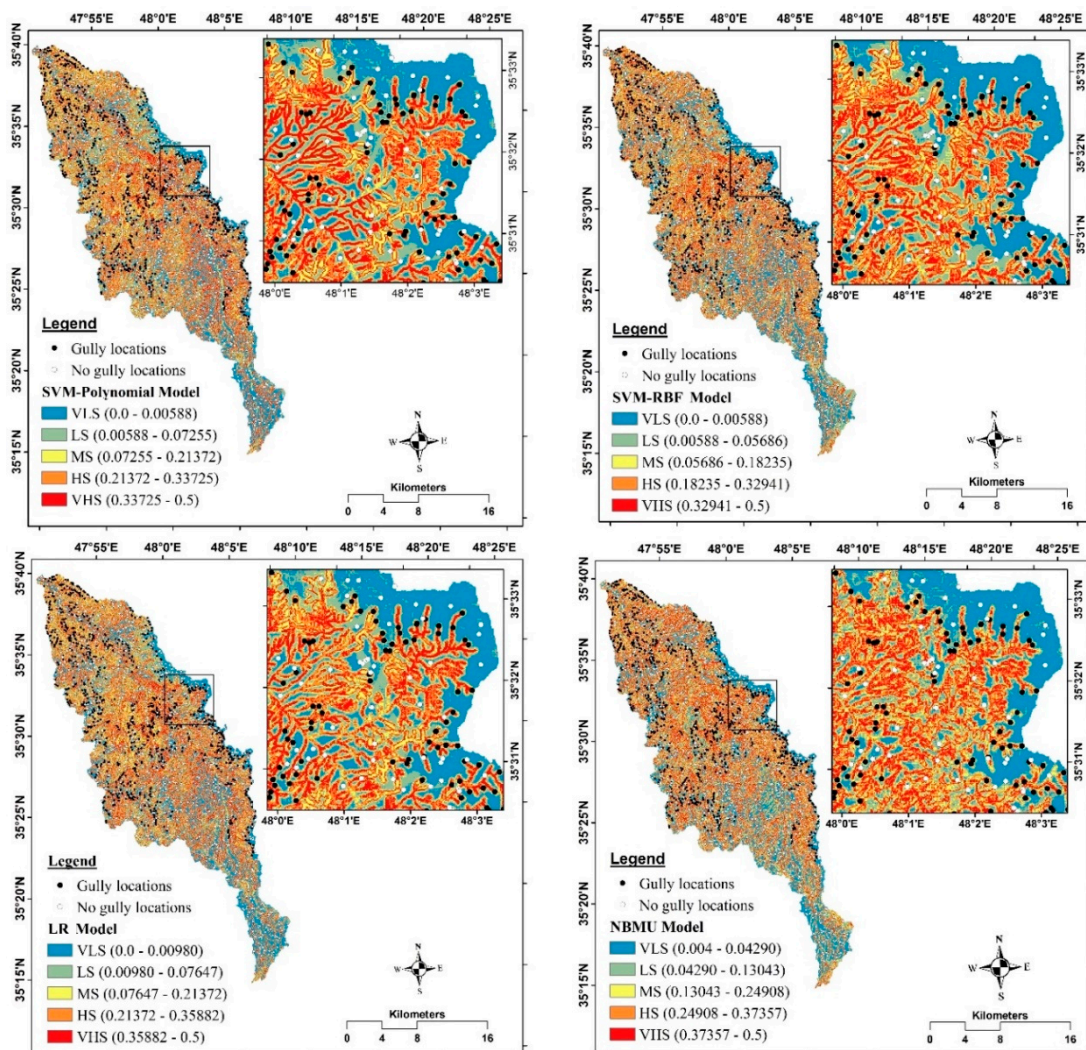 47°55'E 48°0'E 48°5'E 48°10'E 48°15'E 48°20'E 48°25'E
35°40'N
35°35'N
35°30'N
35°25'N
35°20'N
35°15'N
35°33'N
35°32'N
35°31'N
48°0'E 48°1'E 48°2'E 48°3'E
Legend
Gully locations
No gully locations
SVM-Polynomial Model
VLS (0.0 - 0.00588)
LS (0.00588 - 0.07255)
MS (0.07255 - 0.21372)
HS (0.21372 - 0.33725)
VHS (0.33725 - 0.5)
N
W E
S
Kilometers
0 4 8 16
47°55'E 48°0'E 48°5'E 48°10'E 48°15'E 48°20'E 48°25'E
35°40'N
35°35'N
35°30'N
35°25'N
35°20'N
35°15'N
35°33'N
35°32'N
35°31'N
48°0'E 48°1'E 48°2'E 48°3'E
Legend
Gully locations
No gully locations
SVM-RBF Model
VLS (0.0 - 0.00588)
LS (0.00588 - 0.05686)
MS (0.05686 - 0.18235)
HS (0.18235 - 0.32941)
VHS (0.32941 - 0.5)
N
W E
S
Kilometers
0 4 8 16
47°55'E 48°0'E 48°5'E 48°10'E 48°15'E 48°20'E 48°25'E
35°40'N
35°35'N
35°30'N
35°25'N
35°20'N
35°15'N
35°33'N
35°32'N
35°31'N
48°0'E 48°1'E 48°2'E 48°3'E
Legend
Gully locations
No gully locations
LR Model
VLS (0.0 - 0.00980)
LS (0.00980 - 0.07647)
MS (0.07647 - 0.21372)
HS (0.21372 - 0.35882)
VHS (0.35882 - 0.5)
N
W E
S
Kilometers
0 4 8 16
47°55'E 48°0'E 48°5'E 48°10'E 48°15'E 48°20'E 48°25'E
35°40'N
35°35'N
35°30'N
35°25'N
35°20'N
35°15'N
35°33'N
35°32'N
35°31'N
48°0'E 48°1'E 48°2'E 48°3'E
Legend
Gully locations
No gully locations
NBMU Model
VLS (0.004 - 0.04290)
LS (0.04290 - 0.13043)
MS (0.13043 - 0.24908)
HS (0.24908 - 0.37357)
VHS (0.37357 - 0.5)
N
W E
S
Kilometers
0 4 8 16